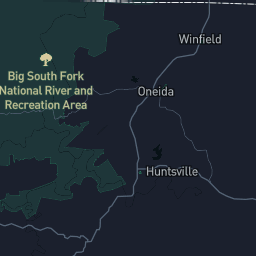 Winfield
Big South Fork
National River and
Recreation Area
Oneida
Huntsville